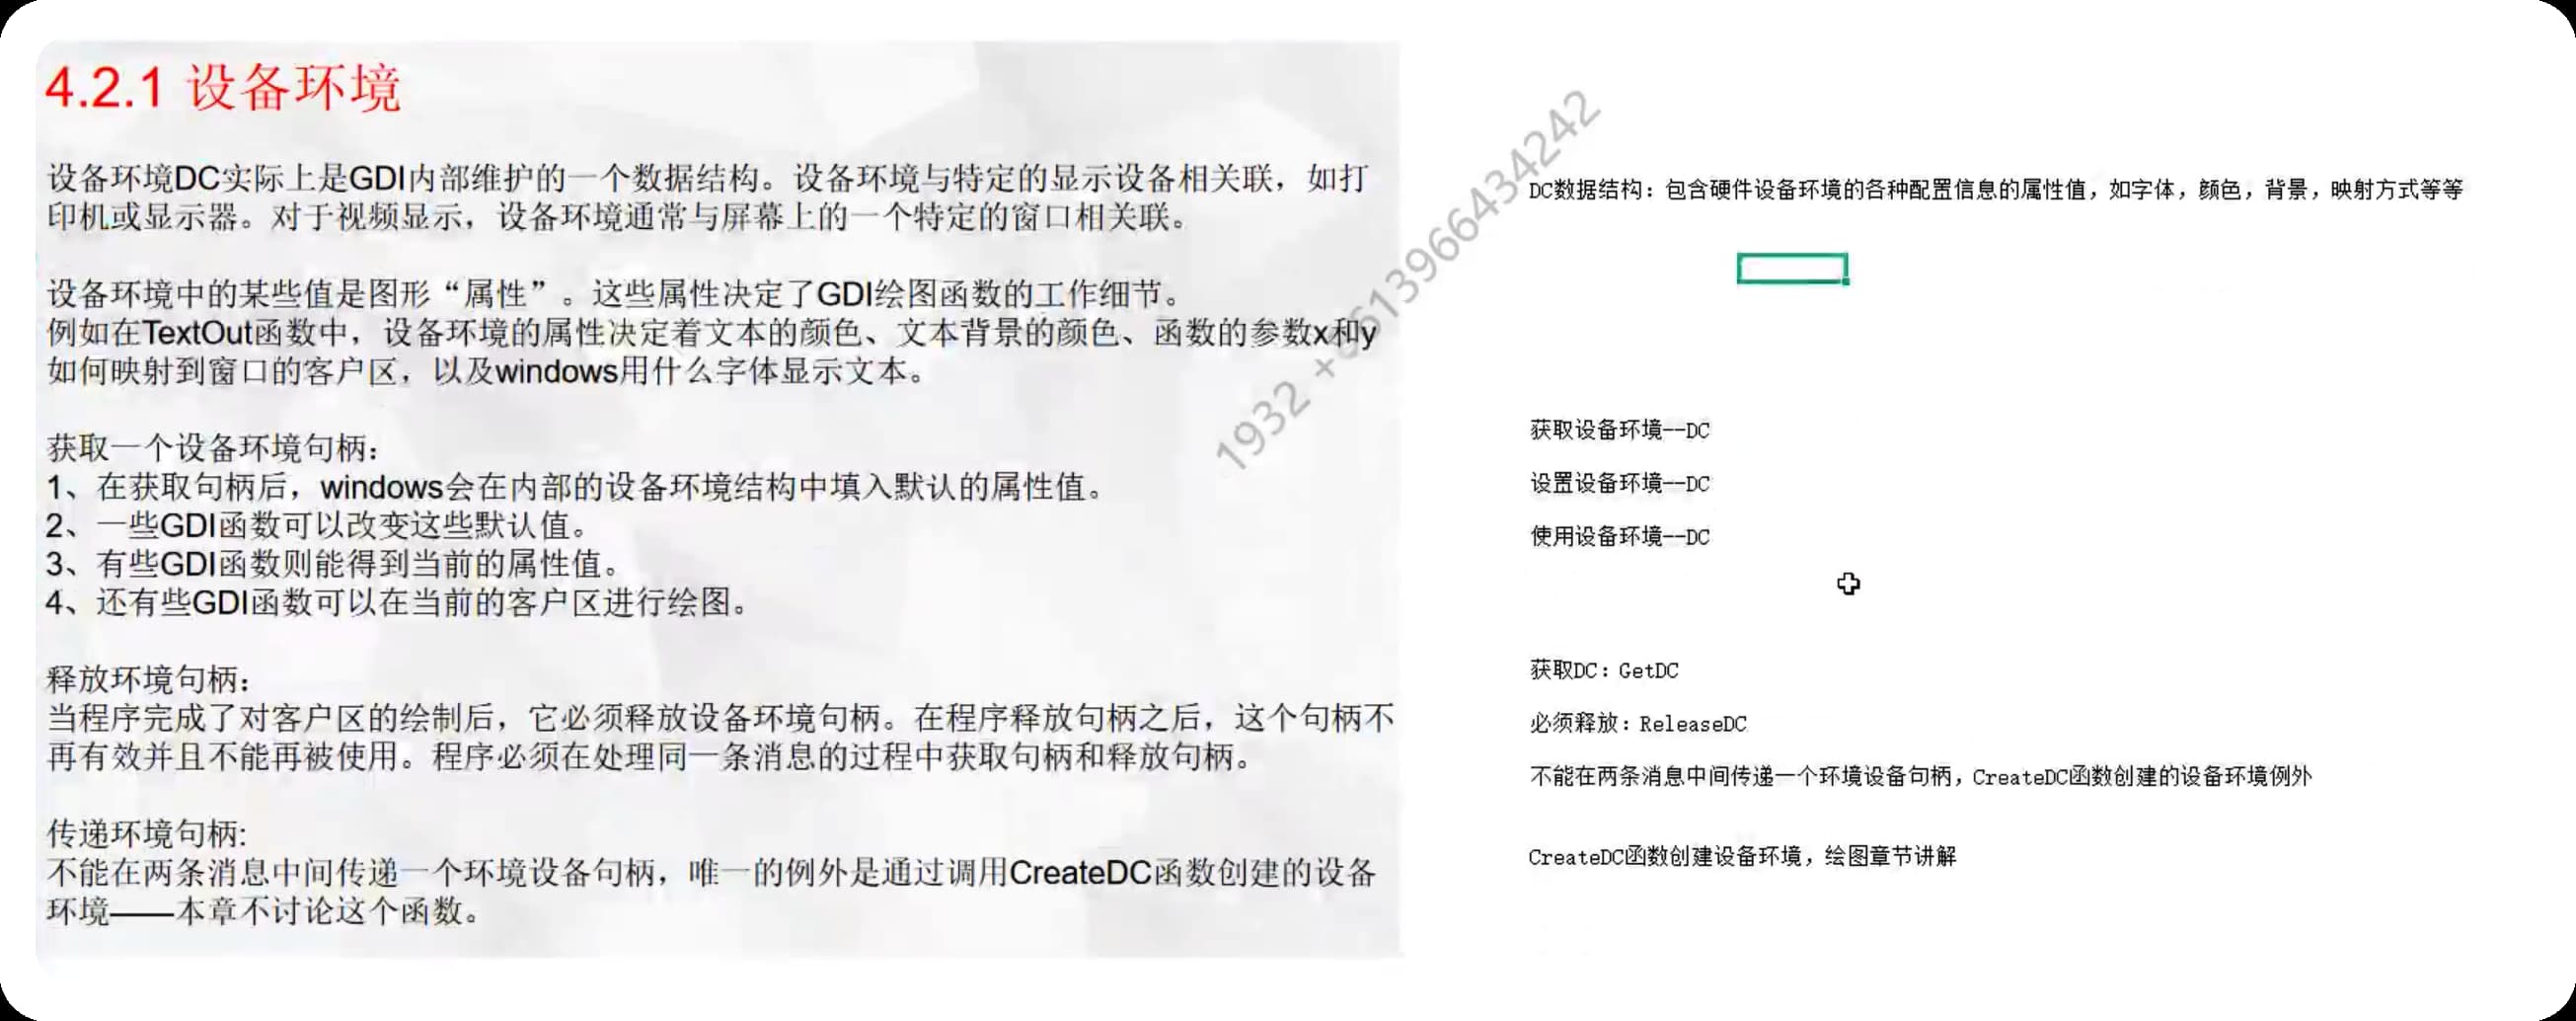 4.2.1 设备环境
设备环境DC实际上是GDI内部维护的一个数据结构。设备环境与特定的显示设备相关联，如打
印机或显示器。对于视频显示，设备环境通常与屏幕上的一个特定的窗口相关联。
设备环境中的某些值是图形“属性”。这些属性决定了GDI绘图函数的工作细节。
例如在TextOut函数中，设备环境的属性决定着文本的颜色、文本背景的颜色、函数的参数x和y
如何映射到窗口的客户区，以及windows用什么字体显示文本。
获取一个设备环境句柄：
1、在获取句柄后，windows会在内部的设备环境结构中填入默认的属性值。
2、一些GDI函数可以改变这些默认值。
3、有些GDI函数则能得到当前的属性值。
4、还有些GDI函数可以在当前的客户区进行绘图。
释放环境句柄：
当程序完成了对客户区的绘制后，它必须释放设备环境句柄。在程序释放句柄之后，这个句柄不
再有效并且不能再被使用。程序必须在处理同一条消息的过程中获取句柄和释放句柄。
传递环境句柄:
不能在两条消息中间传递一个环境设备句柄，唯一的例外是通过调用CreateDC函数创建的设备
环境——本章不讨论这个函数。
1932 +8613966434242
DC数据结构：包含硬件设备环境的各种配置信息的属性值，如字体，颜色，背景，映射方式等等
获取设备环境--DC
设置设备环境--DC
使用设备环境--DC
获取DC：GetDC
必须释放：ReleaseDC
不能在两条消息中间传递一个环境设备句柄，CreateDC函数创建的设备环境例外
CreateDC函数创建设备环境，绘图章节讲解